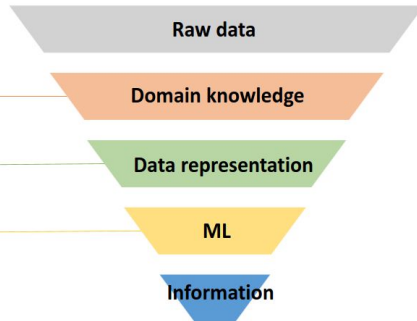 Raw data
Domain knowledge
Data representation
ML
Information